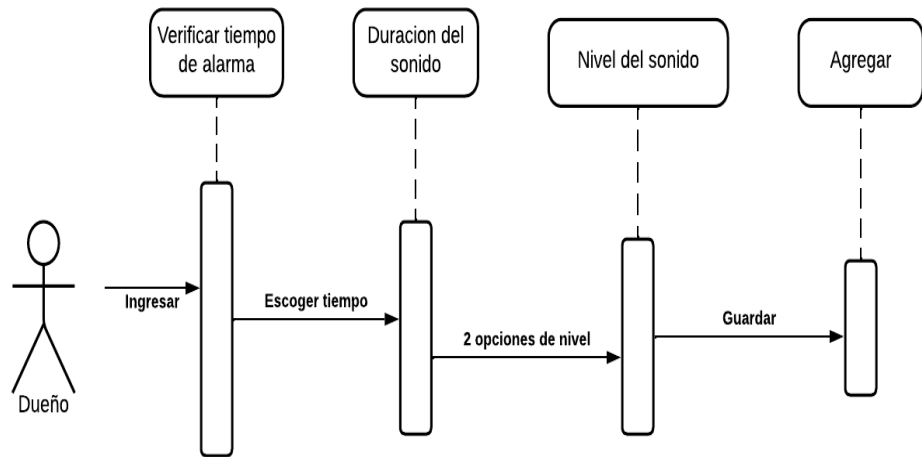 Verificar tiempo
de alarma
Duracion del
sonido
Nivel del sonido
Agregar
Ingresar
Escoger tiempo
2 opciones de nivel
Guardar
Dueño